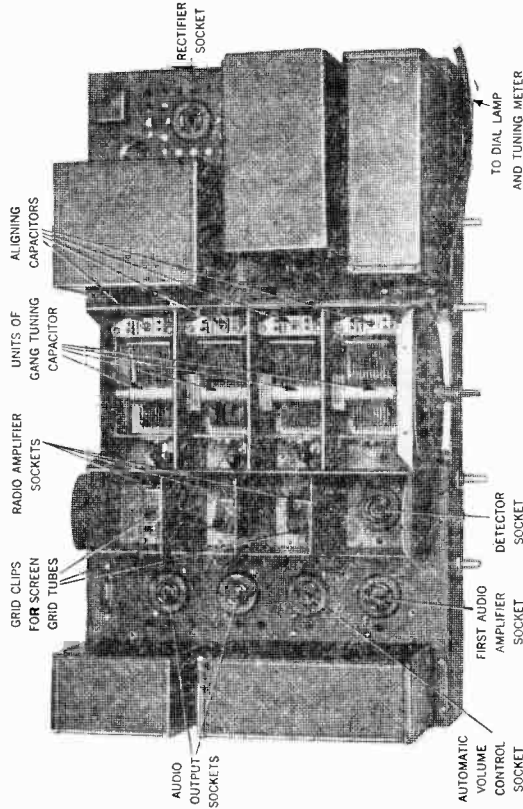 GRID CLIPS
FOR SCREEN
GRID TUBES
RADIO AMPLIFIER
SOCKETS
UNITS OF
GANG TUNING
CAPACITOR
ALIGNING
CAPACITORS
RECTIFIER
SOCKET
AUDIO
OUTPUT
SOCKETS
AUTOMATIC
VOLUME
CONTROL
SOCKET
FIRST AUDIO
AMPLIFIER
SOCKET
DETECTOR
SOCKET
TO DIAL LAMP
AND TUNING METER